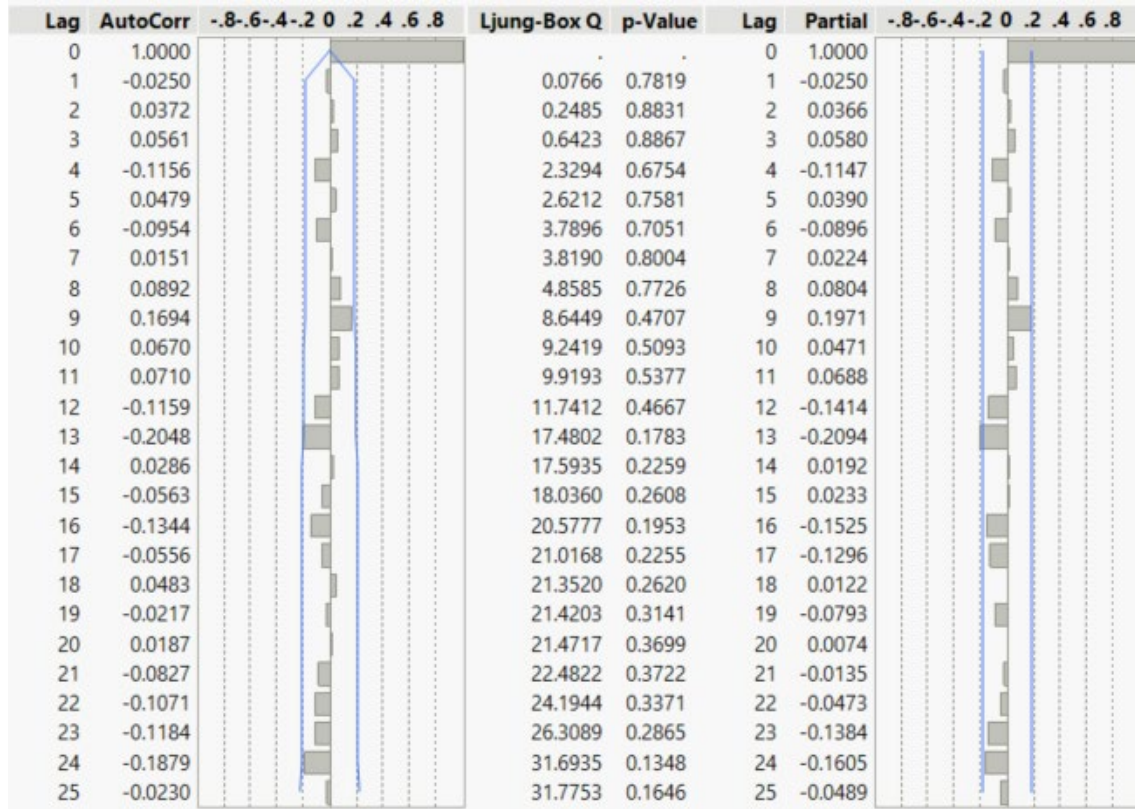 Lag AutoCorr -.8-.6-.4-.2 0 .2 .4 .6 .8 Ljung-Box Q p-Value Lag Partial -.8-.6-.4-.2 0 .2 .4 .6 .8
0 1.0000 . . 0 1.0000
1 -0.0250 0.0766 0.7819 1 -0.0250
2 0.0372 0.2485 0.8831 2 0.0366
3 0.0561 0.6423 0.8867 3 0.0580
4 -0.1156 2.3294 0.6754 4 -0.1147
5 0.0479 2.6212 0.7581 5 0.0390
6 -0.0954 3.7896 0.7051 6 -0.0896
7 0.0151 3.8190 0.8004 7 0.0224
8 0.0892 4.8585 0.7726 8 0.0804
9 0.1694 8.6449 0.4707 9 0.1971
10 0.0670 9.2419 0.5093 10 0.0471
11 0.0710 9.9193 0.5377 11 0.0688
12 -0.1159 11.7412 0.4667 12 -0.1414
13 -0.2048 17.4802 0.1783 13 -0.2094
14 0.0286 17.5935 0.2259 14 0.0192
15 -0.0563 18.0360 0.2608 15 0.0233
16 -0.1344 20.5777 0.1953 16 -0.1525
17 -0.0556 21.0168 0.2255 17 -0.1296
18 0.0483 21.3520 0.2620 18 0.0122
19 -0.0217 21.4203 0.3141 19 -0.0793
20 0.0187 21.4717 0.3699 20 0.0074
21 -0.0827 22.4822 0.3722 21 -0.0135
22 -0.1071 24.1944 0.3371 22 -0.0473
23 -0.1184 26.3089 0.2865 23 -0.1384
24 -0.1879 31.6935 0.1348 24 -0.1605
25 -0.0230 31.7753 0.1646 25 -0.0489